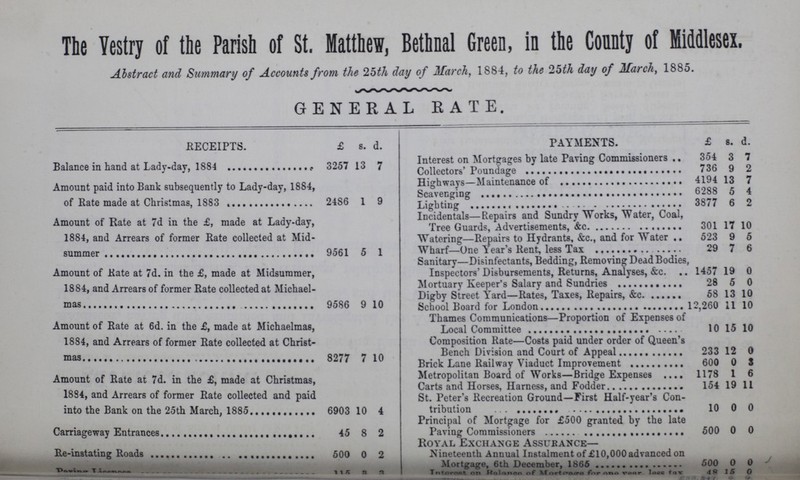 The Vestry of the Parish of St. Matthew, Bethnal Green, in the County of Middlesex.
Abstract and Summary of Accounts from the 25th day of March, 1884, to the 25th day of March, 1885.
GENERAL RATE.
RECEIPTS. £ s. d.
Balance in hand at Lady-day, 1884 ................ 3257 13 7
Amount paid into Bank subsequently to Lady-day, 1884,
of Rate made at Christmas, 1883 ................ 2486 1 9
Amount of Rate at 7d in the £, made at Lady-day,
1884, and Arrears of former Rate collected at Mid-
summer ................ 9561 5 1
Amount of Rate at 7d. in the £, made at Midsummer,
1884, and Arrears of former Rate collected at Michael-
mas ................ 9586 9 10
Amount of Rate at 6d. in the £, made at Michaelmas,
1884, and Arrears of former Rate collected at Christ-
mas ................ 8277 7 10
Amount of Rate at 7d. in the £, made at Christmas,
1884, and Arrears of former Rate collected and paid
into the Bank on the 25th March, 1885 ............ 6903 10 4
Carriageway Entrances ................ 45 8 2
Re-instating Roads ................ 500 0 2
PAYMENTS. £ s. d.
Interest on Mortgages by late Paving Commissioners .. 354 3 7
Collectors' Poundage ................ 736 9 2
Highways—Maintenance of ................ 4194 13 7
Scavenging ................ 6288 5 4
Lighting ................ 3877 6 2
Incidentals—Repairs and Sundry Works, Water, Coal,
Tree Guards, Advertisements, &c. ................ 301 17 10
Watering—Repairs to Hydrants, &c., and for Water .. 523 9 5
Wharf—One Year's Rent, less Tax ................ 29 7 6
Sanitary—Disinfectants, Bedding, Removing Dead Bodies,
Inspectors' Disbursements, Returns, Analyses, &c. .. 1457 19 0
Mortuary Keeper's Salary and Sundries ............ 28 5 0
Digby Street Yard—Rates, Taxes, Repairs, &c. ...... 58 13 10
School Board for London ................ 12,260 11 10
Thames Communications—Proportion of Expenses of
Local Committee ................ 10 15 10
Composition Rate—Costs paid under order of Queen's
Bench Division and Court of Appeal ............ 233 12 0
Brick Lane Railway Viaduct Improvement .......... 600 0 3
Metropolitan Board of Works—Bridge Expenses .... 1178 1 6
Carts and Horses, Harness, and Fodder ............ 154 19 11
St. Peter's Recreation Ground—First Half-year's Con-
tribution ................ 10 0 0
Principal of Mortgage for £500 granted by the late
Paving Commissioners ................ 500 0 0
ROYAL EXCHANGE ASSURANCE—
Nineteenth Annual Instalment of £10,000 advanced on
Mortgage, 6th December, 1865 ................ 500 0 0
Interest on Balance of Mortgage for one year, less tax 48 15 0